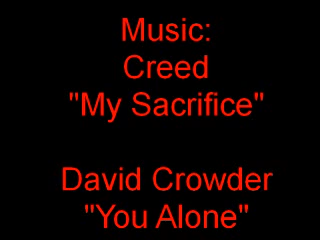 Music:
Creed
"My Sacrifice"
David Crowder
"You Alone"